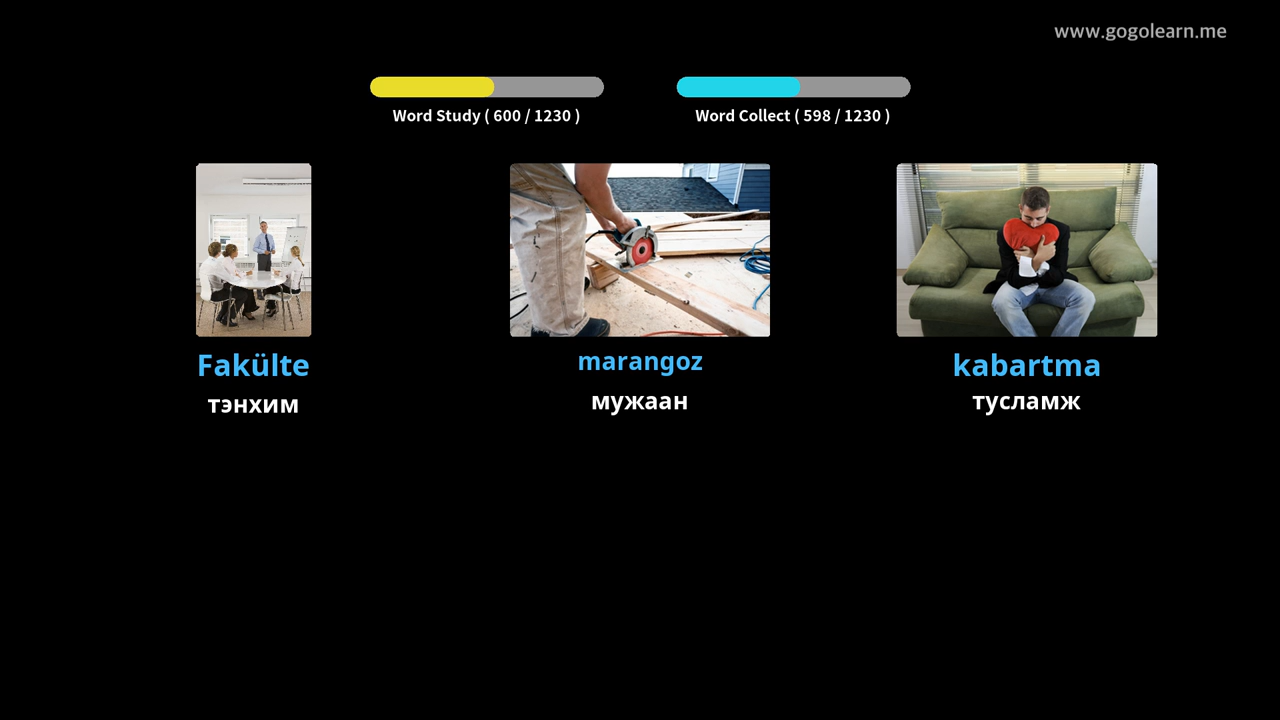 www.gogolearn.me
Word Study ( 600 / 1230 )
Word Collect ( 598 / 1230 )
Fakülte
тэнхим
marangoz
мужаан
kabartma
тусламж